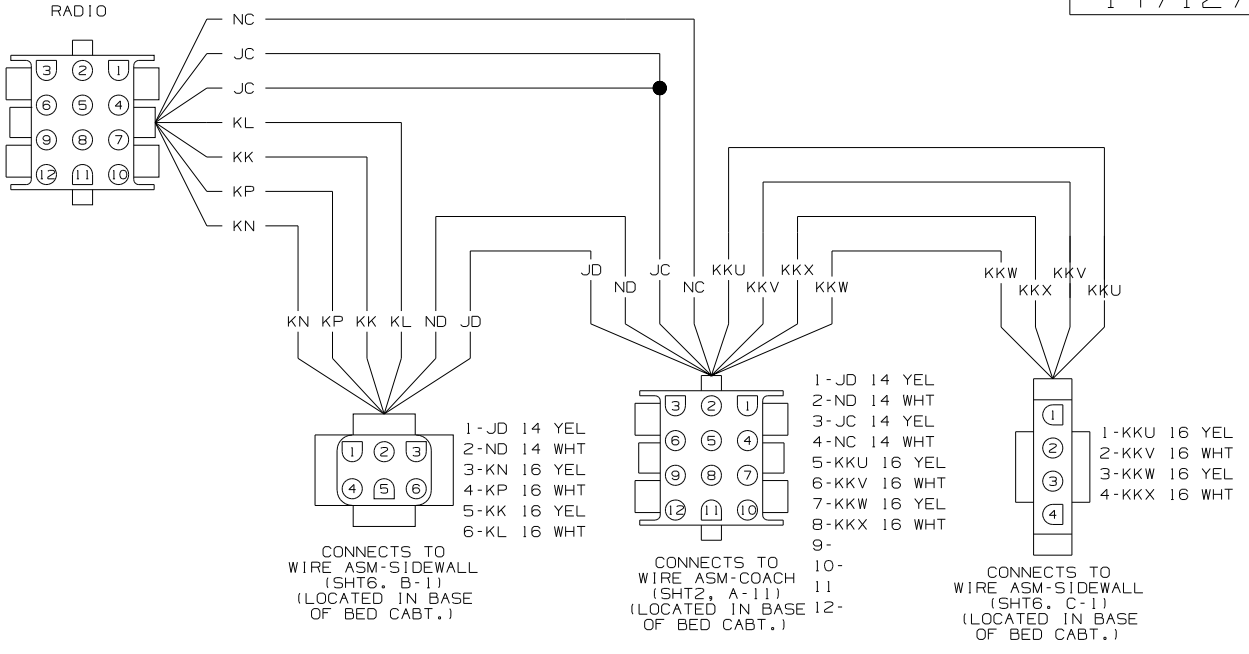 RADIO
3 2 1
6 5 4
9 8 7
12 11 10
NC
JC
JC
KL
KK
KP
KN
KN KP KK KL ND JD
JD ND JC NC KKU KKV KKX KKW
KKW KKX KKV KKU
1 2 3
4 5 6
1-JD 14 YEL
2-ND 14 WHT
3-KN 16 YEL
4-KP 16 WHT
5-KK 16 YEL
6-KL 16 WHT
CONNECTS TO
WIRE ASM-SIDEWALL
(SHT6. B-1)
(LOCATED IN BASE
OF BED CABT.)
3 2 1
6 5 4
9 8 7
12 11 10
1-JD 14 YEL
2-ND 14 WHT
3-JC 14 YEL
4-NC 14 WHT
5-KKU 16 YEL
6-KKV 16 WHT
7-KKW 16 YEL
8-KKX 16 WHT
9-
10-
11
12-
CONNECTS TO
WIRE ASM-COACH
(SHT2, A-11)
(LOCATED IN BASE
OF BED CABT.)
1
2
3
4
1-KKU 16 YEL
2-KKV 16 WHT
3-KKW 16 YEL
4-KKX 16 WHT
CONNECTS TO
WIRE ASM-SIDEWALL
(SHT6. C-1)
(LOCATED IN BASE
OF BED CABT.)